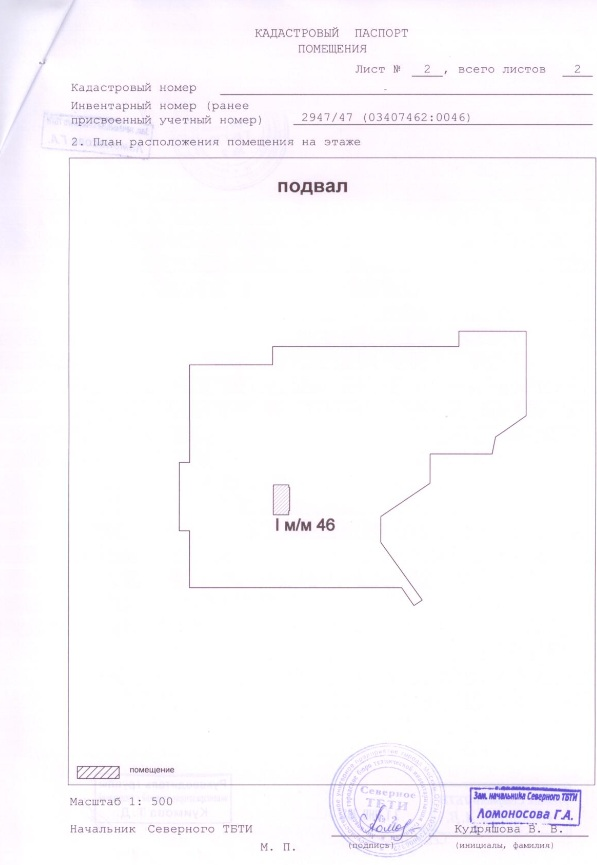 КАДАСТРОВЫЙ ПАСПОРТ
ПОМЕЩЕНИЯ
Лист № 2, всего листов 2
Кадастровый номер
Инвентарный номер (ранее
присвоенный учетный номер) 2947/47 (03407462:0046)
2. План расположения помещения на этаже
подвал
I м/м 46
помещение
Масштаб 1: 500
Северное
ТБТИ
Зам. начальника Северного ТБТИ
Ломоносова Г.А.
Начальник Северного ТБТИ
Кудряшова В. В.
М. П.
(подпись)
(инициалы, фамилия)